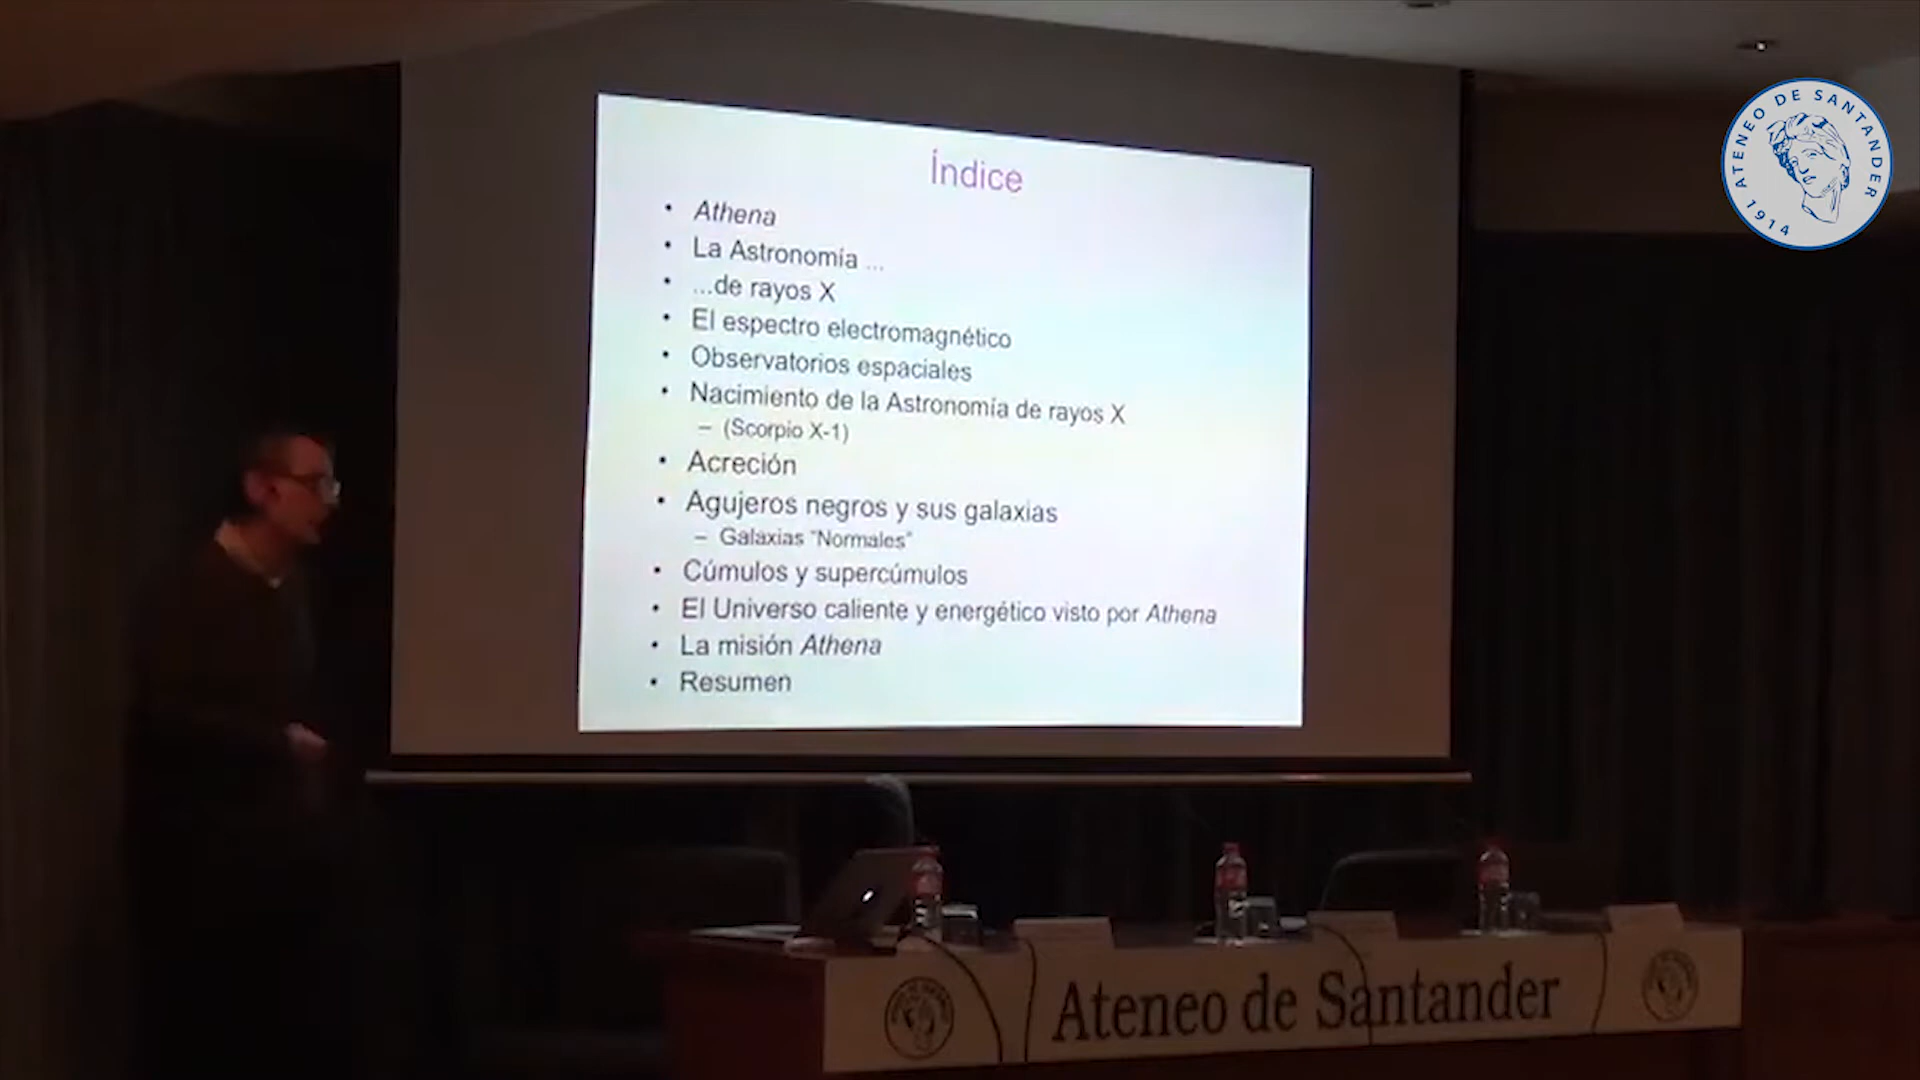 Índice
• Athena
• La Astronomía ...
• ...de rayos X
• El espectro electromagnético
• Observatorios espaciales
• Nacimiento de la Astronomía de rayos X
– (Scorpio X-1)
• Acreción
• Agujeros negros y sus galaxias
– Galaxias "Normales"
• Cúmulos y supercúmulos
• El Universo caliente y energético visto por Athena
• La misión Athena
• Resumen
ATENEO DE SANTANDER
1914
Ateneo de Santander